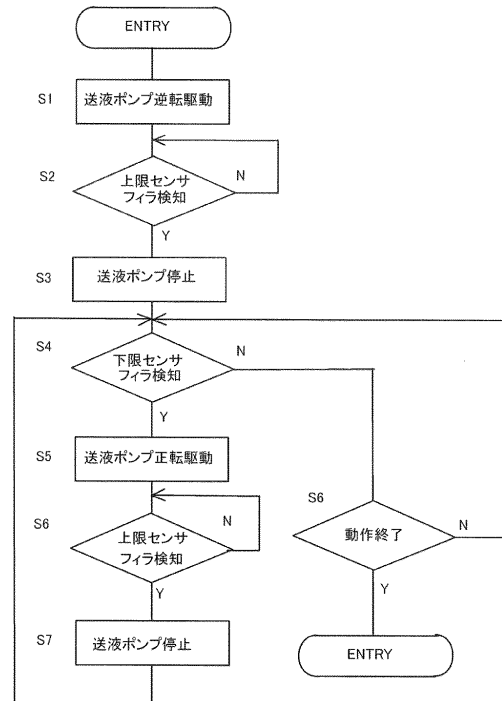 ENTRY
S1
送液ポンプ逆転駆動
S2
上限センサ
フィラ検知
N
Y
S3
送液ポンプ停止
S4
下限センサ
フィラ検知
N
Y
S5
送液ポンプ正転駆動
S6
上限センサ
フィラ検知
N
Y
S6
動作終了
N
Y
S7
送液ポンプ停止
ENTRY